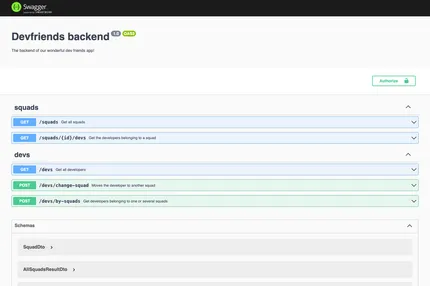 Swagger
Devfriends backend 1.0 OAS3
The backend of our wonderful dev friends app!
Authorize
squads
GET /squads Get all squads
GET /squads/{id}/devs Get the developers belonging to a squad
devs
GET /devs Get all developers
POST /devs/change-squad Moves the developer to another squad
POST /devs/by-squads Get developers belonging to one or several squads
Schemas
SquadDto
AllSquadsResultDto